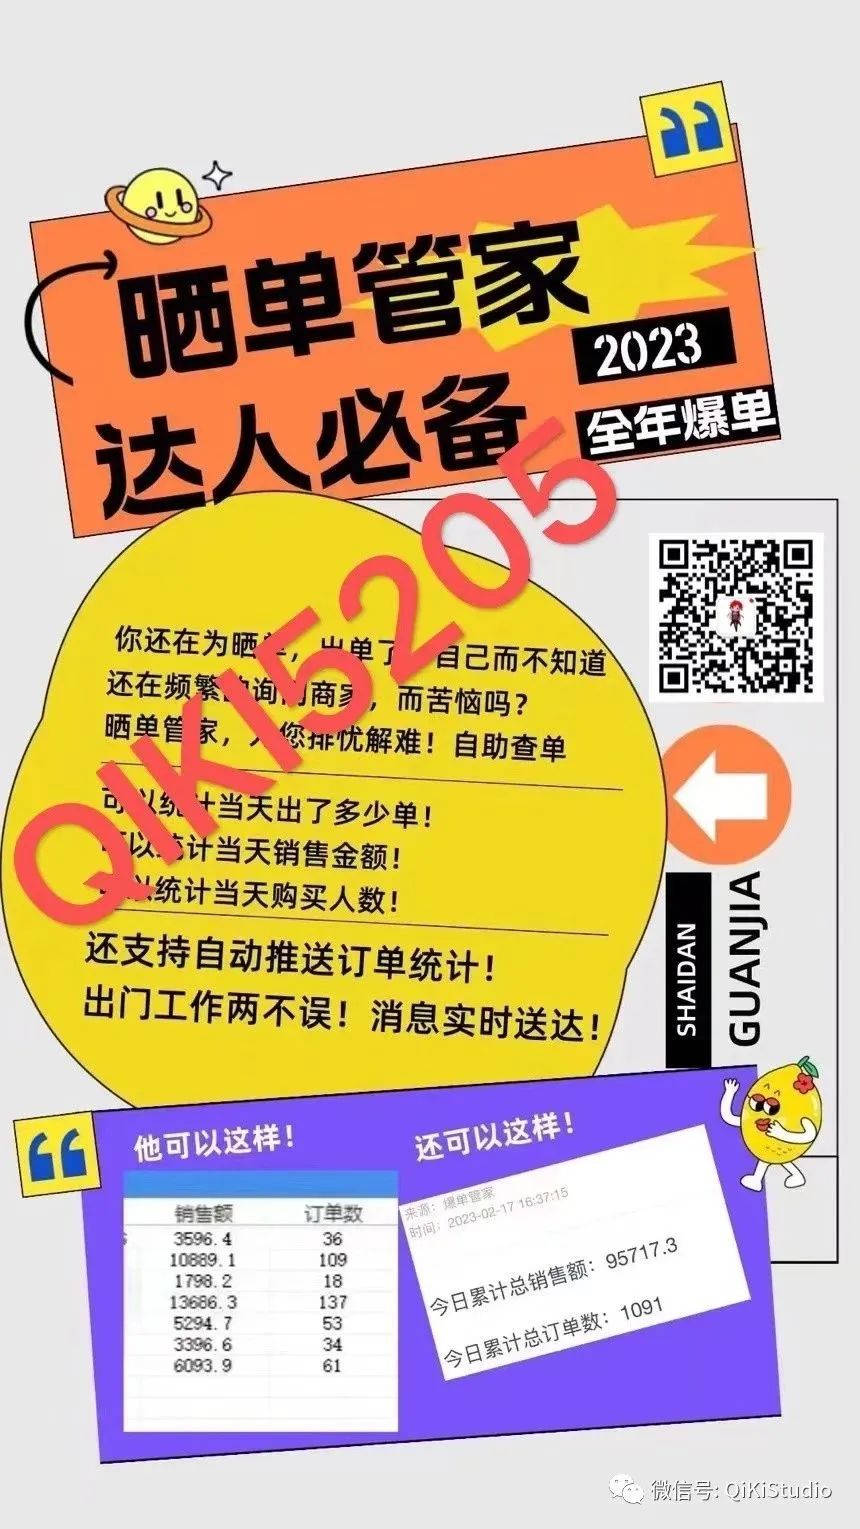 晒单管家
2023
达人必备
全年爆单
QIKI5205
你还在为晒单，出单了 自己而不知道
还在频繁的询问商家，而苦恼吗？
晒单管家，为您排忧解难！自助查单
可以统计当天出了多少单！
可以统计当天销售金额！
可以统计当天购买人数！
还支持自动推送订单统计！
出门工作两不误！消息实时送达！
SHAIDAN
GUANJIA
他可以这样！
销售额 订单数
3596.4 36
10889.1 109
1798.2 18
13686.3 137
5294.7 53
3396.6 34
6093.9 61
还可以这样！
来源：爆单管家
时间：2023-02-17 16:37:15
今日累计总销售额：95717.3
今日累计总订单数：1091
微信号: QiKiStudio